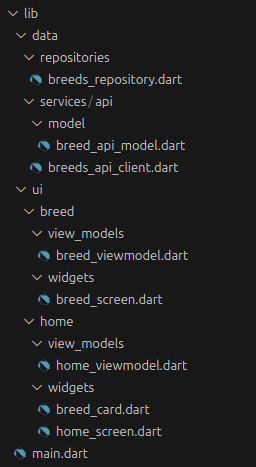 lib
data
repositories
breeds_repository.dart
services/api
model
breed_api_model.dart
breeds_api_client.dart
ui
breed
view_models
breed_viewmodel.dart
widgets
breed_screen.dart
home
view_models
home_viewmodel.dart
widgets
breed_card.dart
home_screen.dart
main.dart